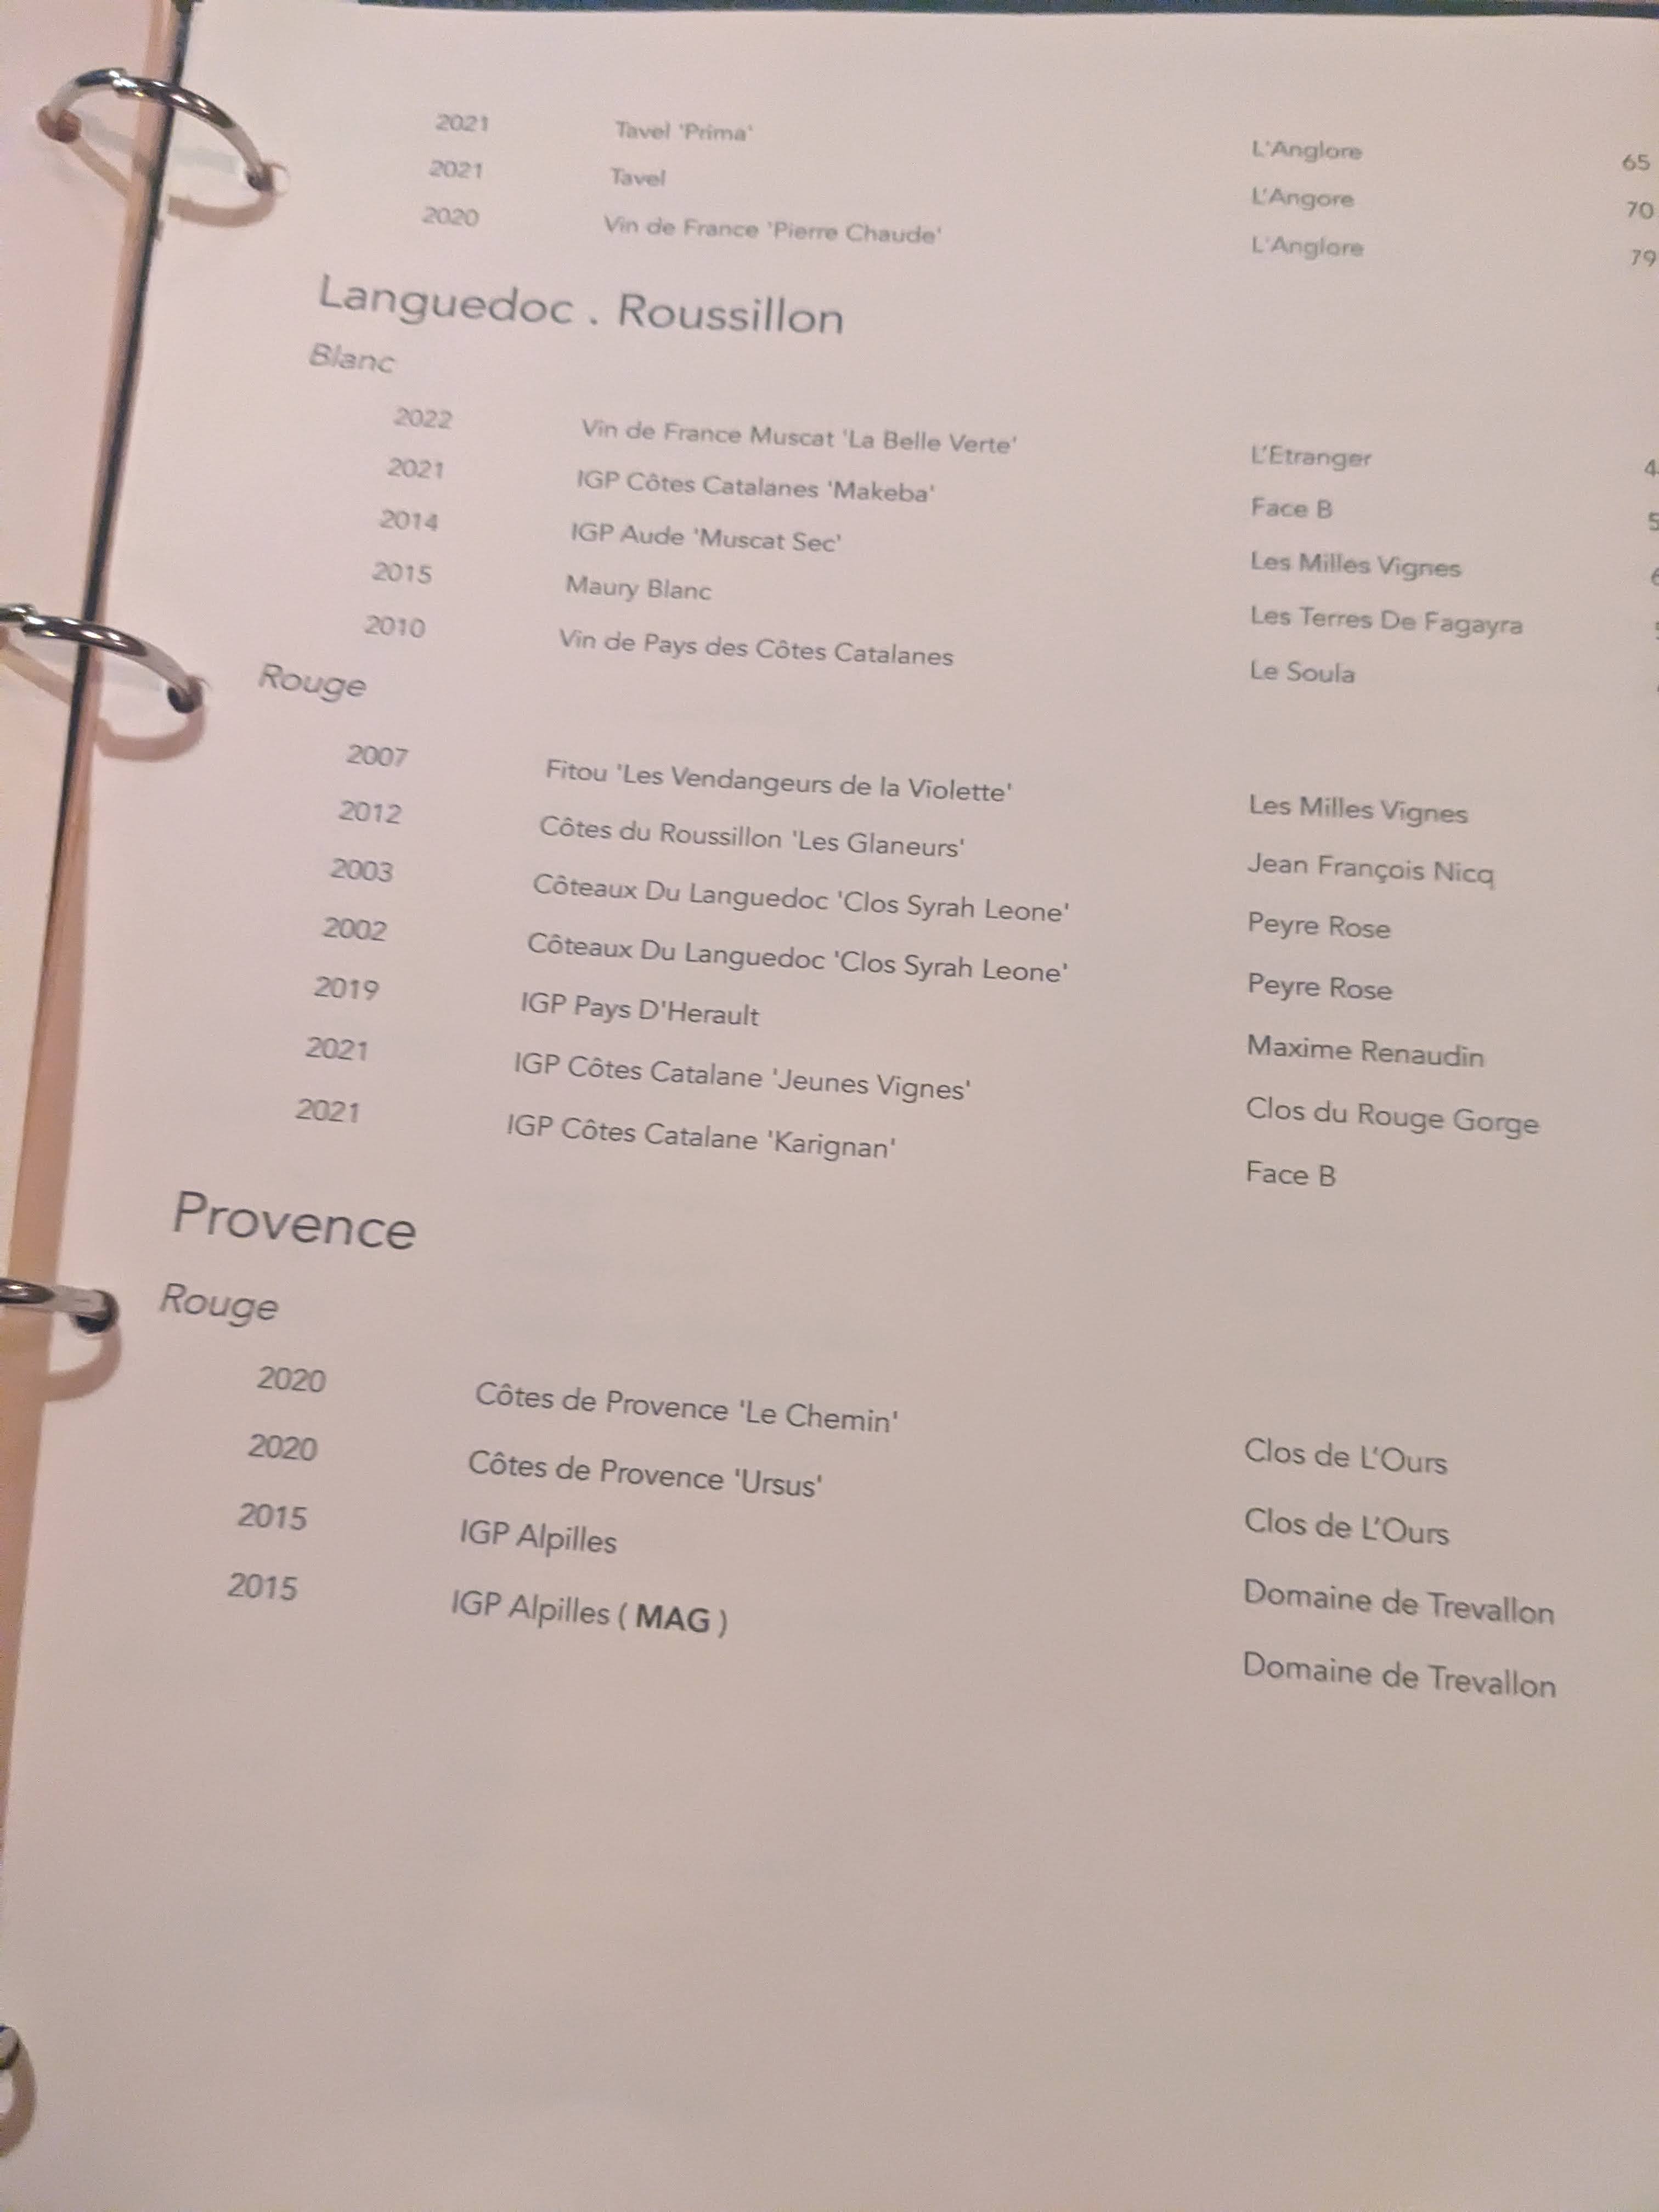 2021 Tavel 'Prima' L'Anglore 65
2021 Tavel L'Angore 70
2020 Vin de France 'Pierre Chaude' L'Anglore 79
Languedoc . Roussillon
Blanc
2022 Vin de France Muscat 'La Belle Verte' L'Etranger
2021 IGP Côtes Catalanes 'Makeba' Face B
2014 IGP Aude 'Muscat Sec' Les Milles Vignes
2015 Maury Blanc Les Terres De Fagayra
2010 Vin de Pays des Côtes Catalanes Le Soula
Rouge
2007 Fitou 'Les Vendangeurs de la Violette' Les Milles Vignes
2012 Côtes du Roussillon 'Les Glaneurs' Jean François Nicq
2003 Côteaux Du Languedoc 'Clos Syrah Leone' Peyre Rose
2002 Côteaux Du Languedoc 'Clos Syrah Leone' Peyre Rose
2019 IGP Pays D'Herault Maxime Renaudin
2021 IGP Côtes Catalane 'Jeunes Vignes' Clos du Rouge Gorge
2021 IGP Côtes Catalane 'Karignan' Face B
Provence
Rouge
2020 Côtes de Provence 'Le Chemin' Clos de L'Ours
2020 Côtes de Provence 'Ursus' Clos de L'Ours
2015 IGP Alpilles Domaine de Trevallon
2015 IGP Alpilles ( MAG ) Domaine de Trevallon